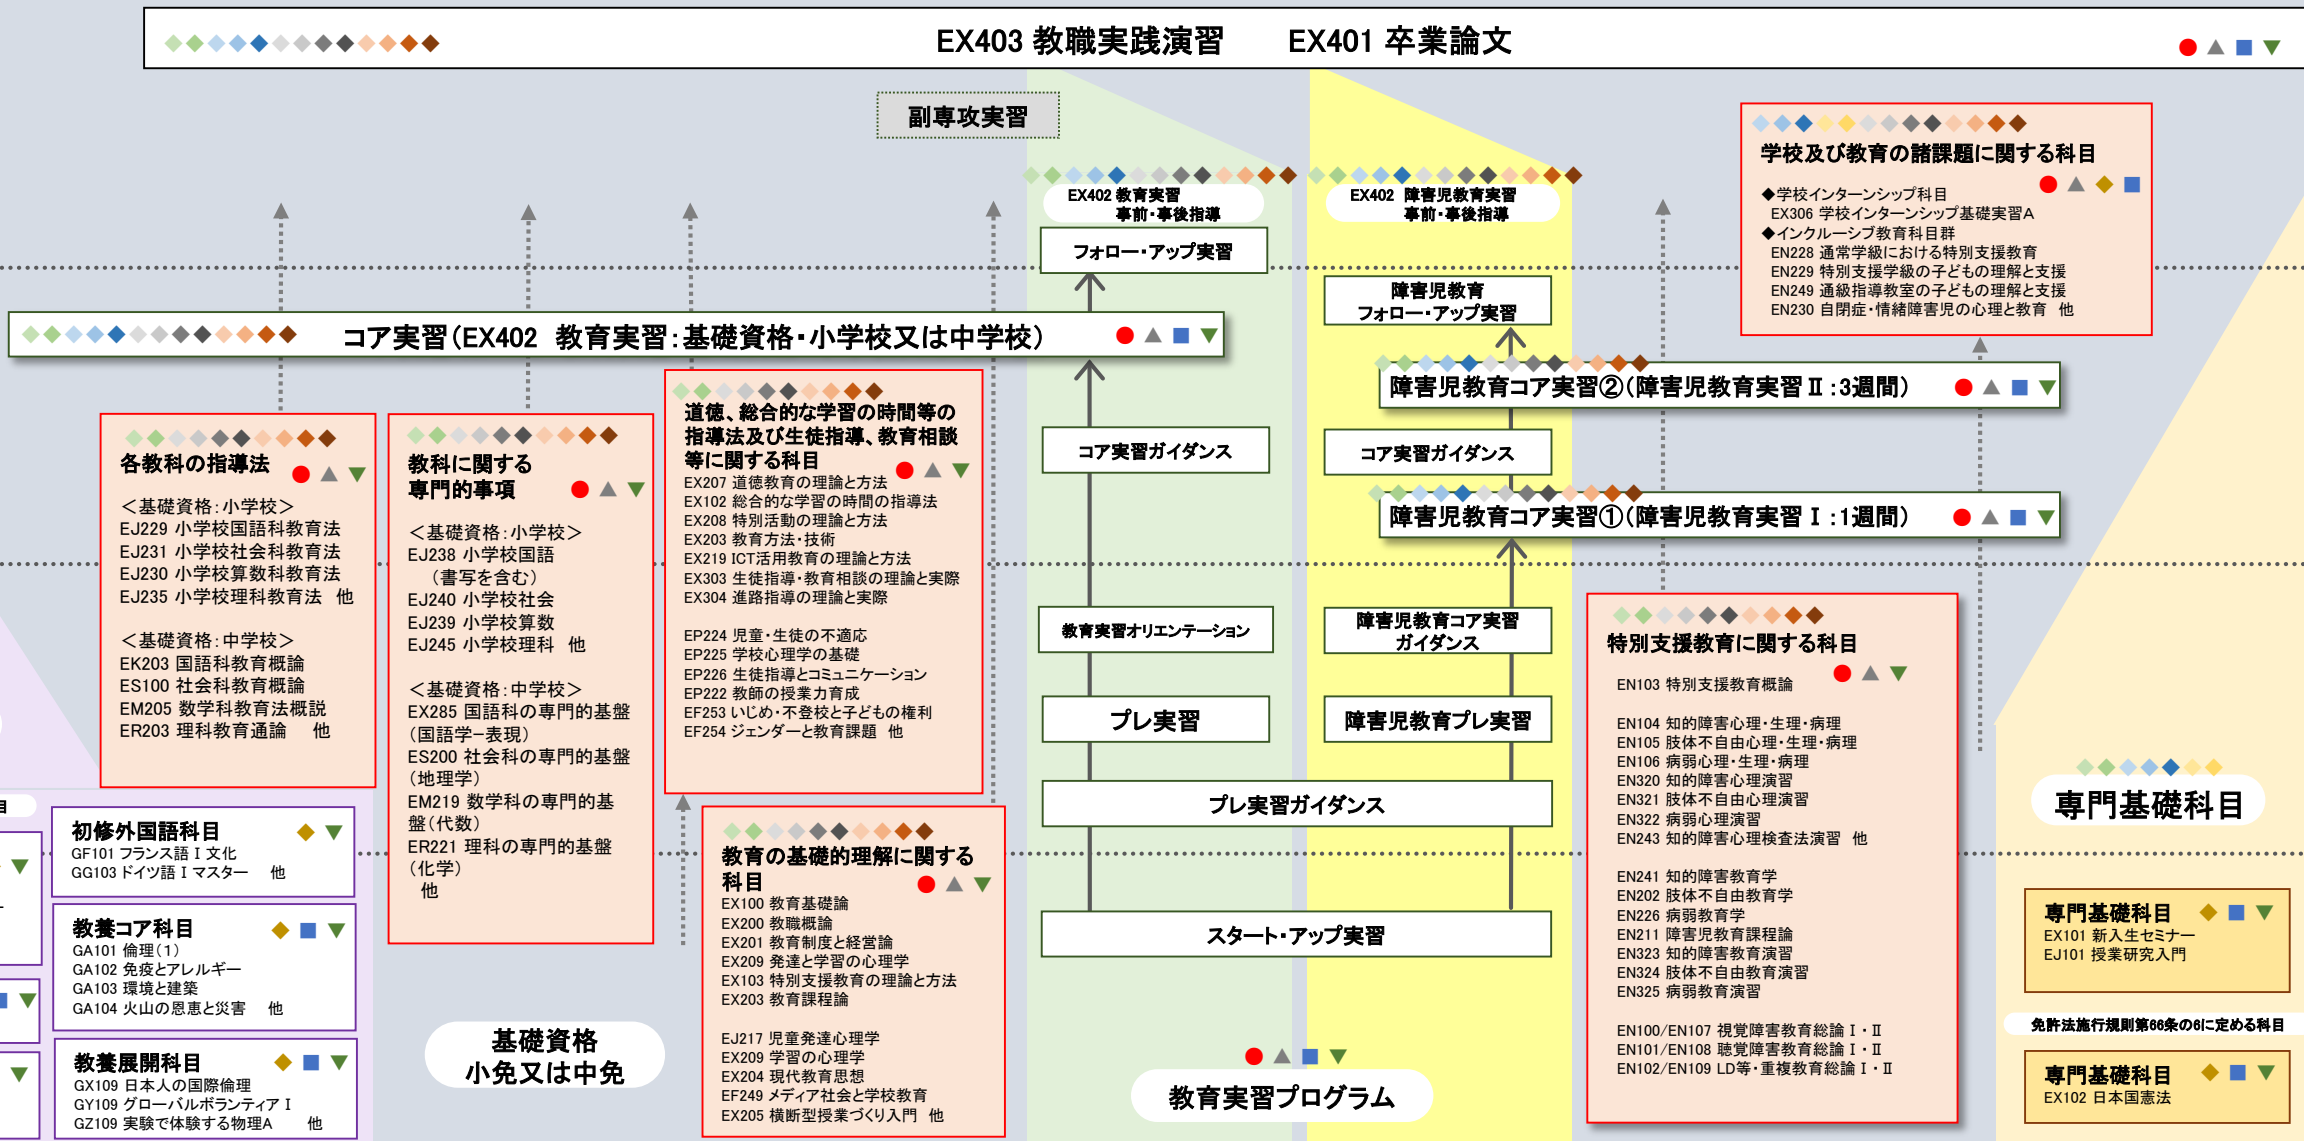 EX403 教職実践演習　　EX401 卒業論文
副専攻実習
EX402 教育実習
事前・事後指導
フォロー・アップ実習
コア実習（EX402　教育実習：基礎資格・小学校又は中学校）
コア実習ガイダンス
教育実習オリエンテーション
プレ実習
プレ実習ガイダンス
スタート・アップ実習
教育実習プログラム
EX402 障害児教育実習
事前・事後指導
障害児教育
フォロー・アップ実習
障害児教育コア実習②（障害児教育実習Ⅱ：3週間）
コア実習ガイダンス
障害児教育コア実習①（障害児教育実習Ⅰ：1週間）
障害児教育コア実習
ガイダンス
障害児教育プレ実習
学校及び教育の諸課題に関する科目
◆学校インターンシップ科目
EX306 学校インターンシップ基礎実習A
◆インクルーシブ教育科目群
EN228 通常学級における特別支援教育
EN229 特別支援学級の子どもの理解と支援
EN249 通級指導教室の子どもの理解と支援
EN230 自閉症・情緒障害児の心理と教育　他
各教科の指導法
＜基礎資格：小学校＞
EJ229 小学校国語科教育法
EJ231 小学校社会科教育法
EJ230 小学校算数科教育法
EJ235 小学校理科教育法　他
＜基礎資格：中学校＞
EK203 国語科教育概論
ES100 社会科教育概論
EM205 数学科教育法概説
ER203 理科教育通論　他
教科に関する
専門的事項
＜基礎資格：小学校＞
EJ238 小学校国語
（書写を含む）
EJ240 小学校社会
EJ239 小学校算数
EJ245 小学校理科　他
＜基礎資格：中学校＞
EX285 国語科の専門的基盤
（国語学−表現）
ES200 社会科の専門的基盤
（地理学）
EM219 数学科の専門的基
盤（代数）
ER221 理科の専門的基盤
（化学）
他
道徳、総合的な学習の時間等の
指導法及び生徒指導、教育相談
等に関する科目
EX207 道徳教育の理論と方法
EX102 総合的な学習の時間の指導法
EX208 特別活動の理論と方法
EX203 教育方法・技術
EX219 ICT活用教育の理論と方法
EX303 生徒指導・教育相談の理論と実際
EX304 進路指導の理論と実際
EP224 児童・生徒の不適応
EP225 学校心理学の基礎
EP226 生徒指導とコミュニケーション
EP222 教師の授業力育成
EF253 いじめ・不登校と子どもの権利
EF254 ジェンダーと教育課題　他
教育の基礎的理解に関する
科目
EX100 教育基礎論
EX200 教職概論
EX201 教育制度と経営論
EX209 発達と学習の心理学
EX103 特別支援教育の理論と方法
EX203 教育課程論
EJ217 児童発達心理学
EX209 学習の心理学
EX204 現代教育思想
EF249 メディア社会と学校教育
EX205 横断型授業づくり入門　他
特別支援教育に関する科目
EN103 特別支援教育概論
EN104 知的障害心理・生理・病理
EN105 肢体不自由心理・生理・病理
EN106 病弱心理・生理・病理
EN320 知的障害心理演習
EN321 肢体不自由心理演習
EN322 病弱心理演習
EN243 知的障害心理検査法演習　他
EN241 知的障害教育学
EN202 肢体不自由教育学
EN226 病弱教育学
EN211 障害児教育課程論
EN323 知的障害教育演習
EN324 肢体不自由教育演習
EN325 病弱教育演習
EN100/EN107 視覚障害教育総論Ⅰ・Ⅱ
EN101/EN108 聴覚障害教育総論Ⅰ・Ⅱ
EN102/EN109 LD等・重複教育総論Ⅰ・Ⅱ
専門基礎科目
専門基礎科目
EX101 新入生セミナー
EJ101 授業研究入門
免許法施行規則第66条の6に定める科目
専門基礎科目
EX102 日本国憲法
目
初修外国語科目
GF101 フランス語Ⅰ文化
GG103 ドイツ語Ⅰマスター　他
教養コア科目
GA101 倫理（1）
GA102 免疫とアレルギー
GA103 環境と建築
GA104 火山の恩恵と災害　他
教養展開科目
GX109 日本人の国際倫理
GY109 グローバルボランティアⅠ
GZ109 実験で体験する物理A　他
基礎資格
小免又は中免